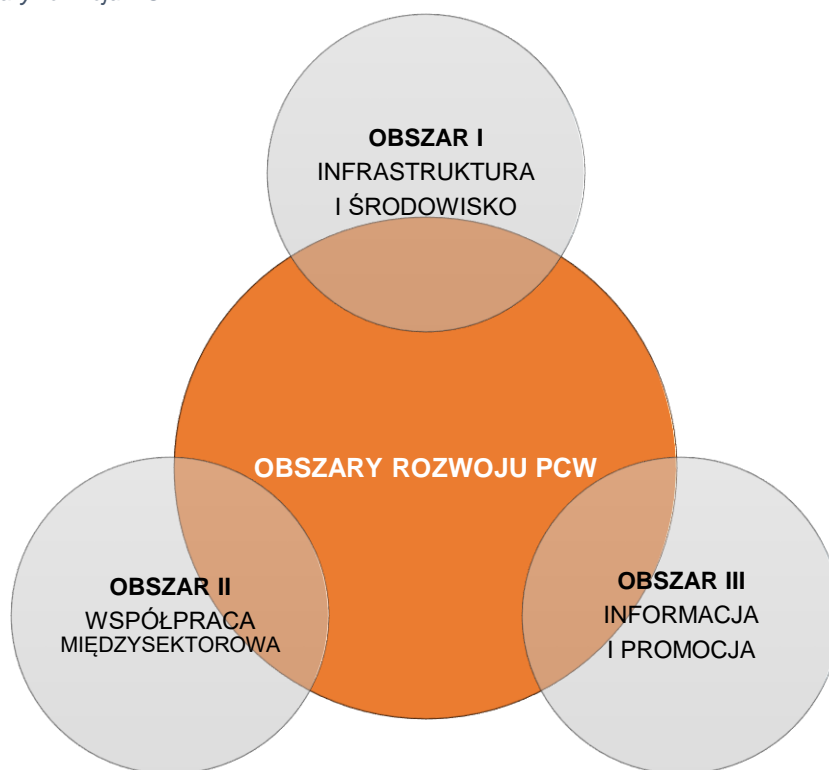 OBSZAR I
INFRASTRUKTURA
I ŚRODOWISKO
OBSZARY ROZWOJU PCW
OBSZAR II
WSPÓŁPRACA
MIĘDZYSEKTOROWA
OBSZAR III
INFORMACJA
I PROMOCJA